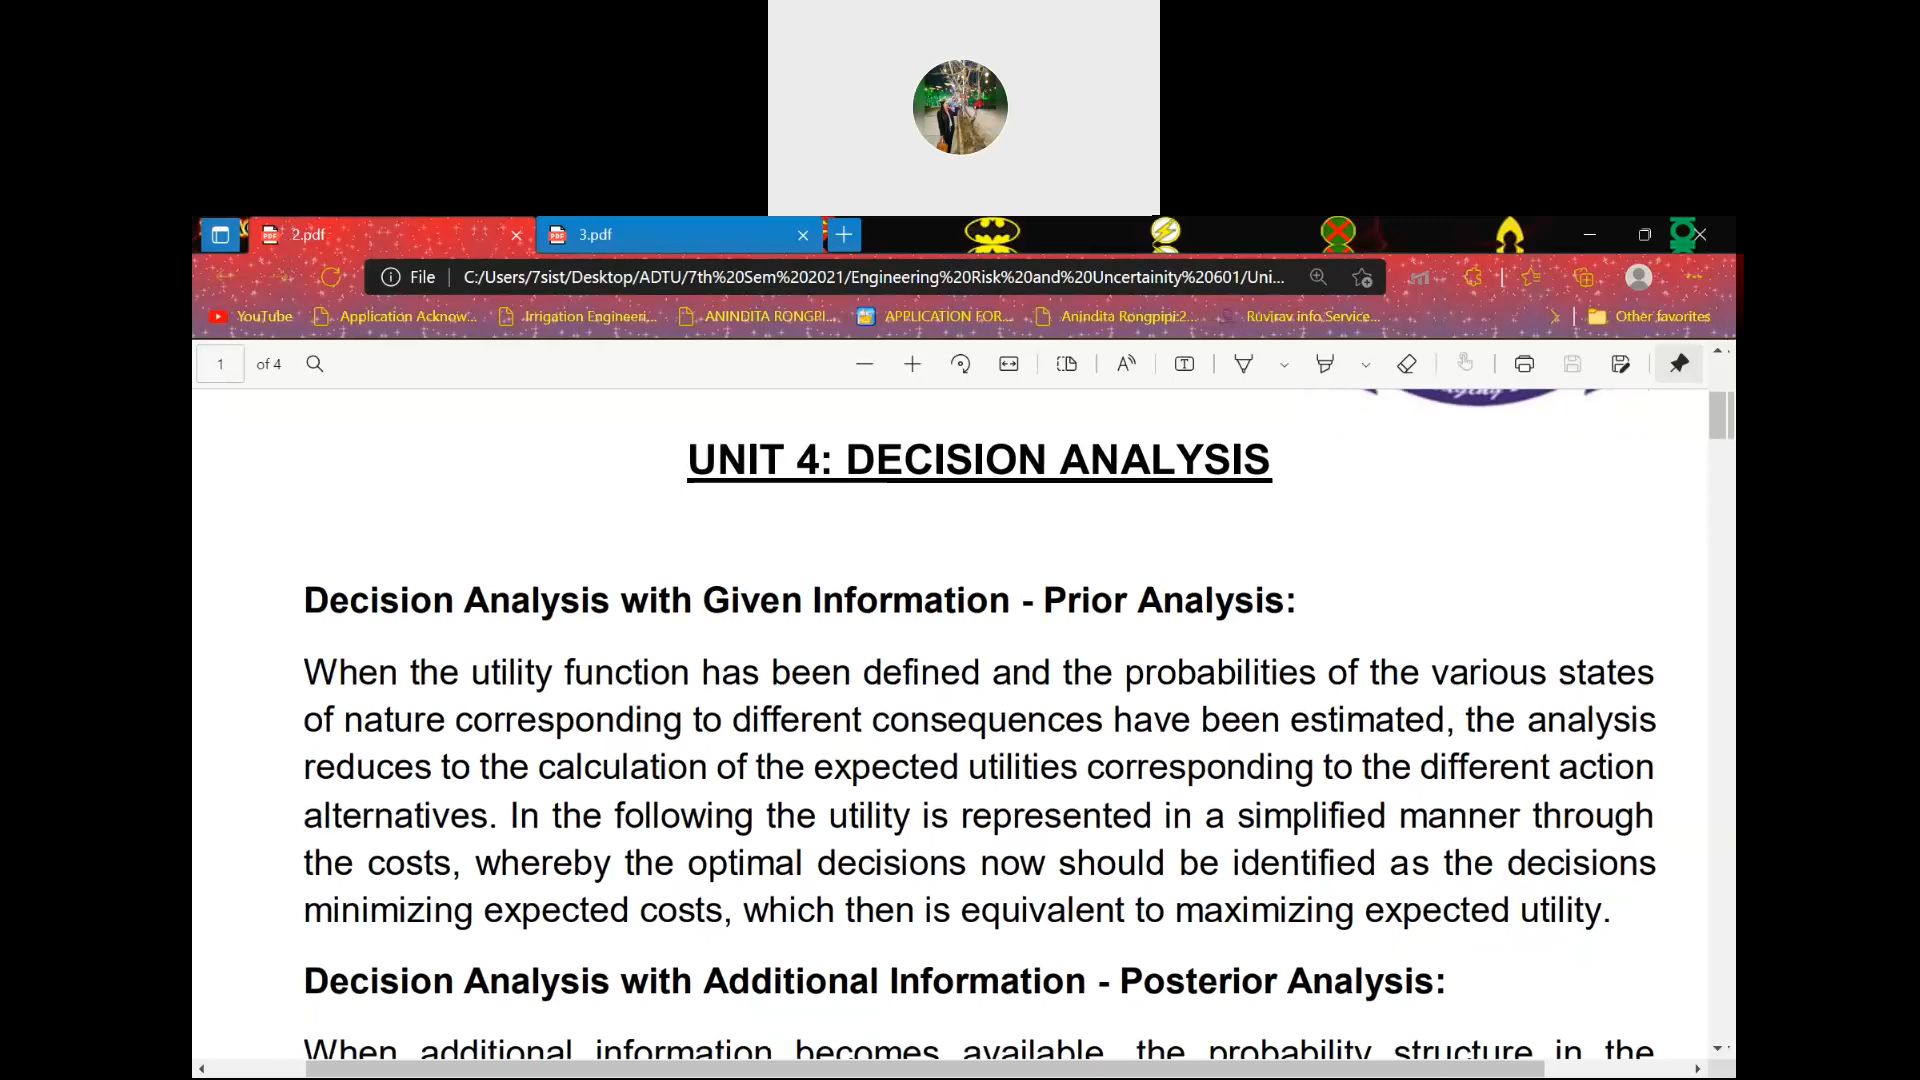 2.pdf
3.pdf
File
C:/Users/7sist/Desktop/ADTU/7th%20Sem%202021/Engineering%20Risk%20and%20Uncertainity%20601/Uni...
YouTube
Application Acknow...
Irrigation Engineeri...
ANINDITA RONGPI...
APPLICATION FOR...
Anindita Rongpipi:2...
Ruvirav info Service...
Other favorites
1
of 4
UNIT 4: DECISION ANALYSIS
Decision Analysis with Given Information - Prior Analysis:
When the utility function has been defined and the probabilities of the various states
of nature corresponding to different consequences have been estimated, the analysis
reduces to the calculation of the expected utilities corresponding to the different action
alternatives. In the following the utility is represented in a simplified manner through
the costs, whereby the optimal decisions now should be identified as the decisions
minimizing expected costs, which then is equivalent to maximizing expected utility.
Decision Analysis with Additional Information - Posterior Analysis:
When additional information becomes available, the probability structure in the